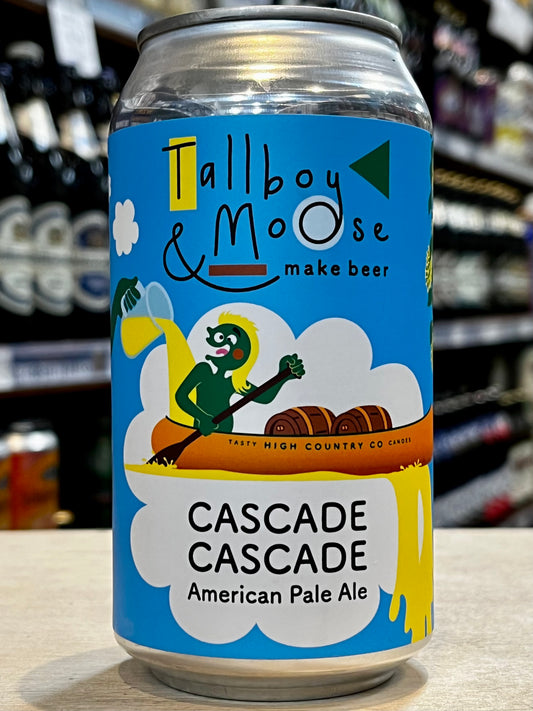 Tallboy
& Moose
make beer
TASTY HIGH COUNTRY CO CANOES
CASCADE
CASCADE
American Pale Ale